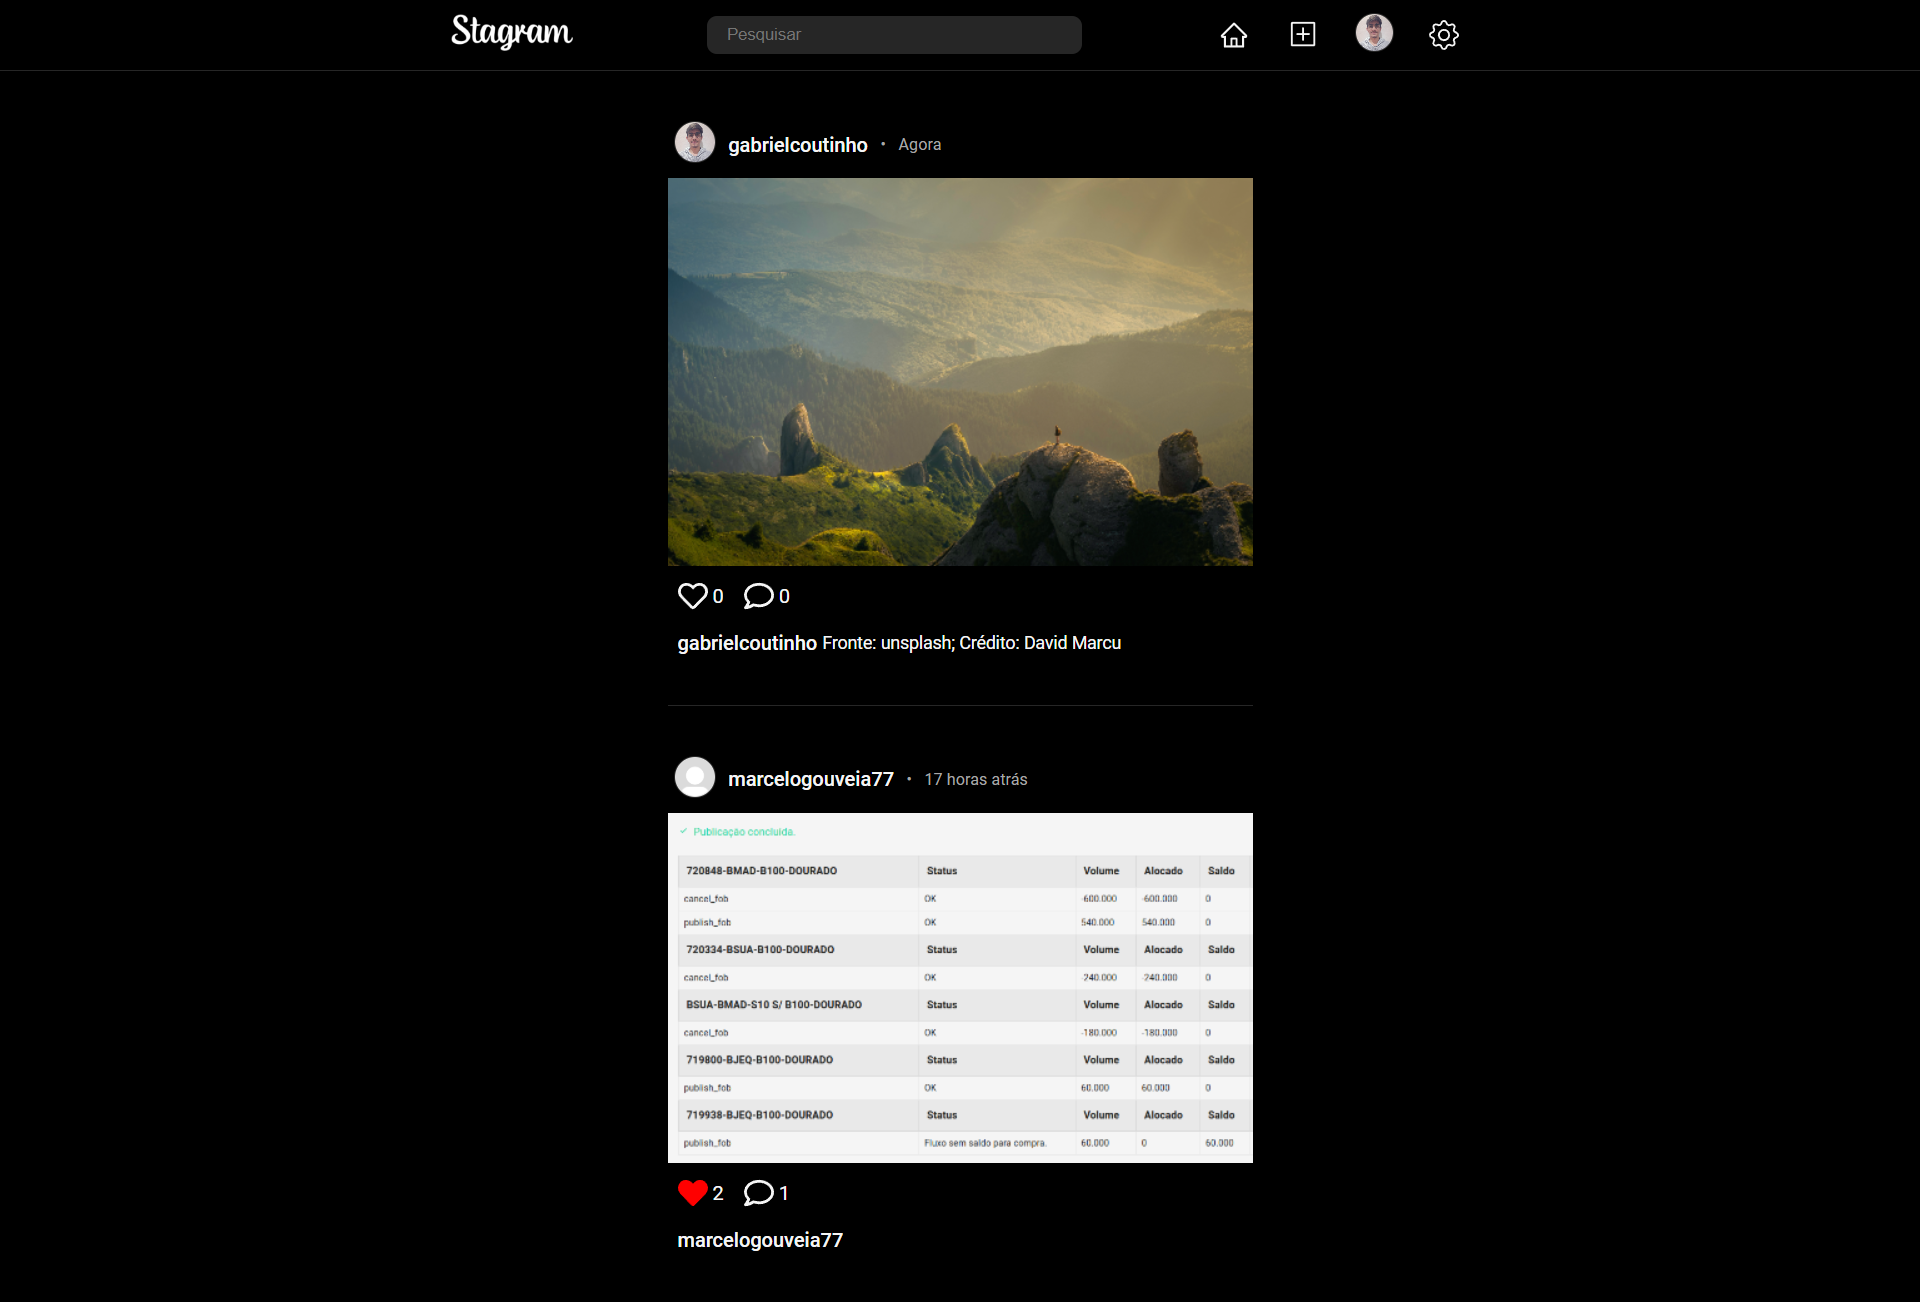 Stagram
Pesquisar
gabrielcoutinho • Agora
0 0
gabrielcoutinho Fronte: unsplash; Crédito: David Marcu
marcelogouveia77 • 17 horas atrás
✓ Publicação concluída.
720848-BMAD-B100-DOURADO Status Volume Alocado Saldo
cancel_fob OK -600.000 -600.000 0
publish_fob OK 540.000 540.000 0
720334-BSUA-B100-DOURADO Status Volume Alocado Saldo
cancel_fob OK -240.000 -240.000 0
BSUA-BMAD-S10 S/ B100-DOURADO Status Volume Alocado Saldo
cancel_fob OK -180.000 -180.000 0
719800-BJEQ-B100-DOURADO Status Volume Alocado Saldo
publish_fob OK 60.000 60.000 0
719938-BJEQ-B100-DOURADO Status Volume Alocado Saldo
publish_fob Fluxo sem saldo para compra. 60.000 0 60.000
2 1
marcelogouveia77